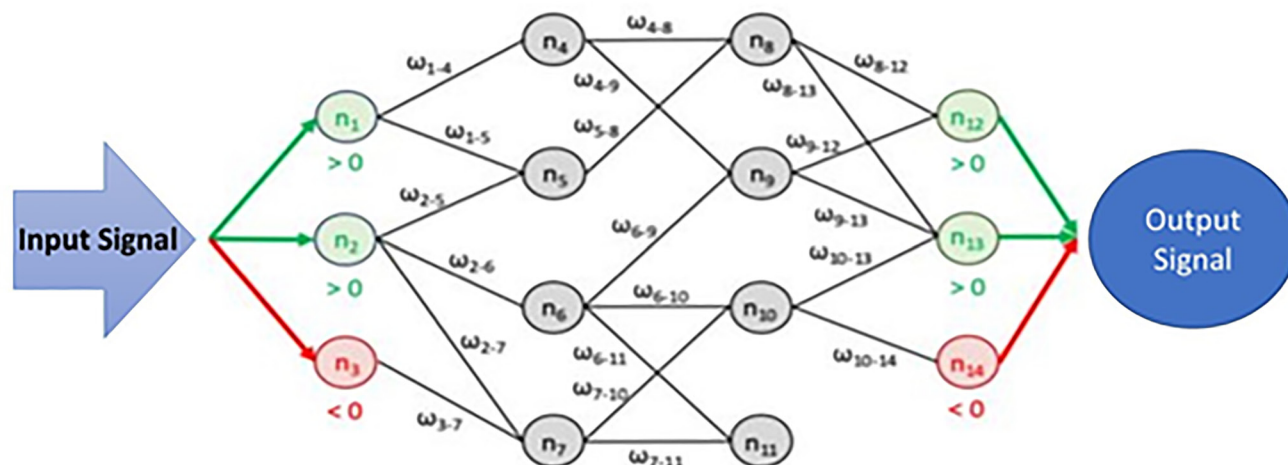 Input Signal
n1
> 0
n2
> 0
n3
< 0
ω1-4
ω1-5
ω2-5
ω2-6
ω2-7
ω3-7
n4
n5
n6
n7
ω4-8
ω4-9
ω5-8
ω6-9
ω6-10
ω6-11
ω7-10
ω7-11
n8
n9
n10
n11
ω8-12
ω8-13
ω9-12
ω9-13
ω10-13
ω10-14
n12
> 0
n13
> 0
n14
< 0
Output
Signal